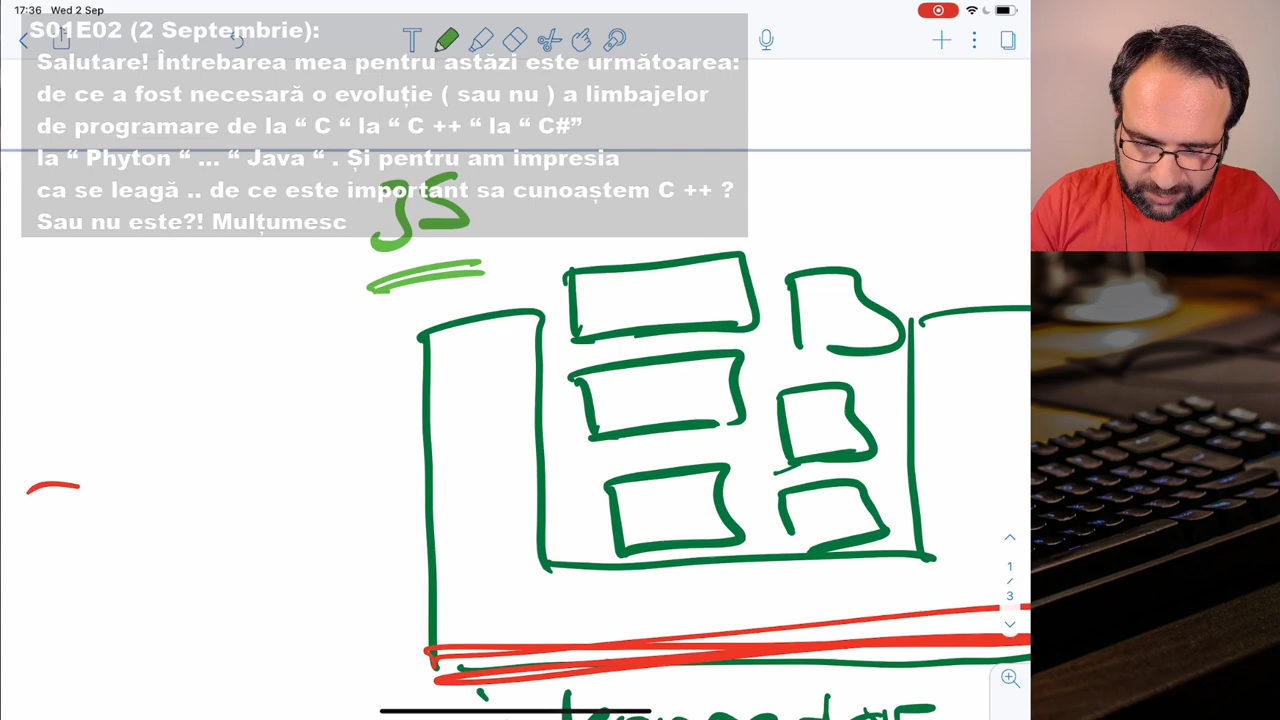 17:36 Wed 2 Sep
S01E02 (2 Septembrie):
Salutare! Întrebarea mea pentru astăzi este următoarea:
de ce a fost necesară o evoluție ( sau nu ) a limbajelor
de programare de la “ C “ la “ C ++ “ la “ C#”
la “ Phyton “ ... “ Java “ . Și pentru am impresia
ca se leagă .. de ce este important sa cunoaștem C ++ ?
Sau nu este?! Mulțumesc
JS
1
/
3